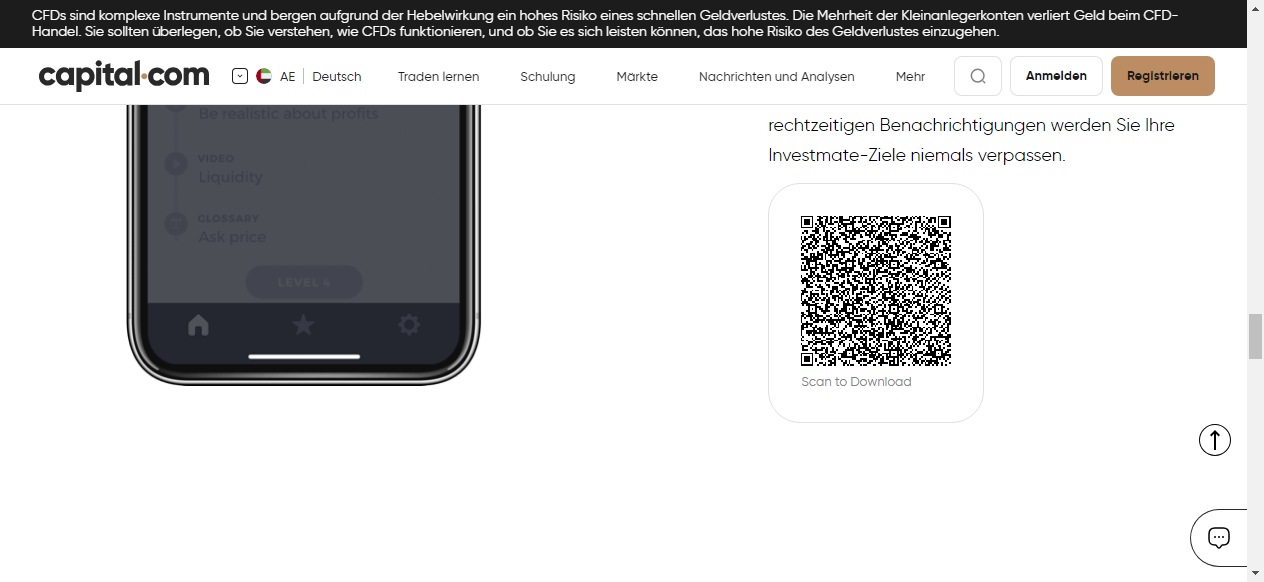 CFDs sind komplexe Instrumente und bergen aufgrund der Hebelwirkung ein hohes Risiko eines schnellen Geldverlustes. Die Mehrheit der Kleinanlegerkonten verliert Geld beim CFD-
Handel. Sie sollten überlegen, ob Sie verstehen, wie CFDs funktionieren, und ob Sie es sich leisten können, das hohe Risiko des Geldverlustes einzugehen.
capital.com AE Deutsch Traden lernen Schulung Märkte Nachrichten und Analysen Mehr Anmelden Registrieren
Be realistic about profits
VIDEO
Liquidity
GLOSSARY
Ask price
LEVEL 4
rechtzeitigen Benachrichtigungen werden Sie Ihre
Investmate-Ziele niemals verpassen.
Scan to Download